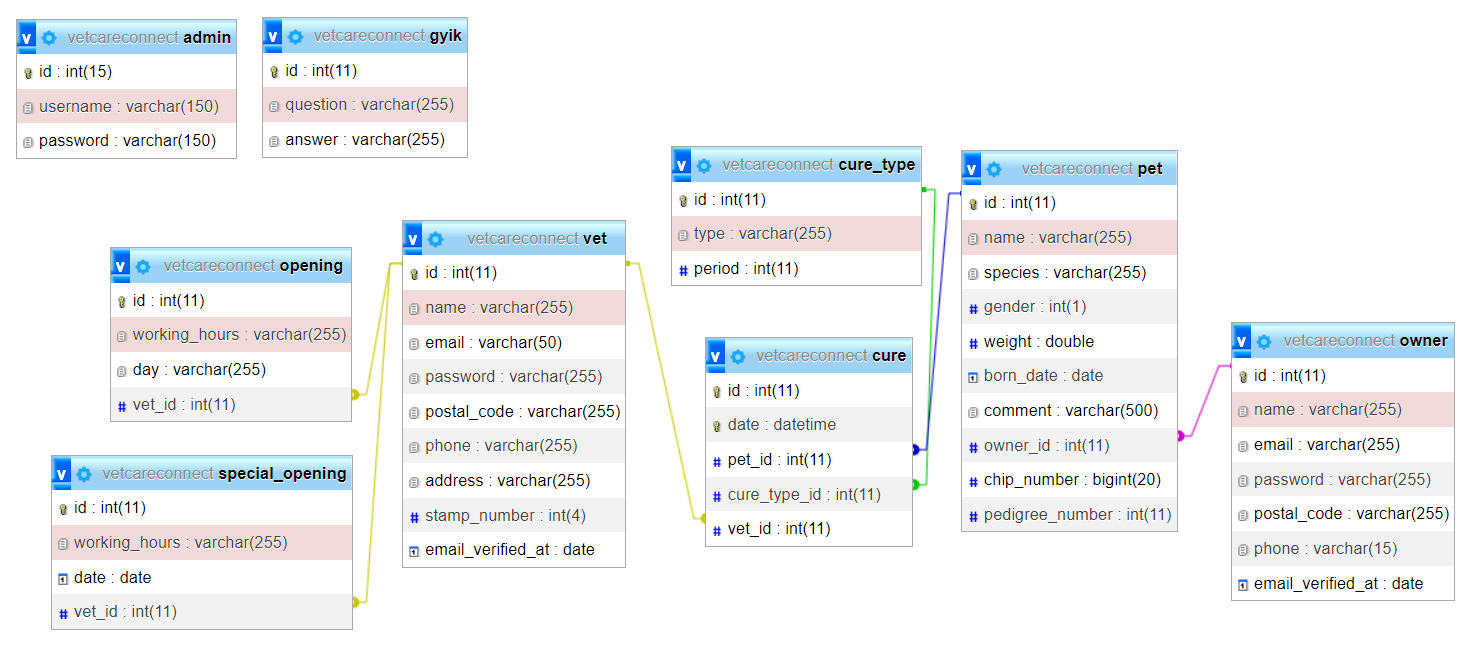 v vetcareconnect admin
id : int(15)
username : varchar(150)
password : varchar(150)
v vetcareconnect gyik
id : int(11)
question : varchar(255)
answer : varchar(255)
v vetcareconnect opening
id : int(11)
working_hours : varchar(255)
day : varchar(255)
# vet_id : int(11)
v vetcareconnect special_opening
id : int(11)
working_hours : varchar(255)
date : date
# vet_id : int(11)
v vetcareconnect vet
id : int(11)
name : varchar(255)
email : varchar(50)
password : varchar(255)
postal_code : varchar(255)
phone : varchar(255)
address : varchar(255)
# stamp_number : int(4)
email_verified_at : date
v vetcareconnect cure_type
id : int(11)
type : varchar(255)
# period : int(11)
v vetcareconnect cure
id : int(11)
date : datetime
# pet_id : int(11)
# cure_type_id : int(11)
# vet_id : int(11)
v vetcareconnect pet
id : int(11)
name : varchar(255)
species : varchar(255)
# gender : int(1)
# weight : double
born_date : date
comment : varchar(500)
# owner_id : int(11)
# chip_number : bigint(20)
# pedigree_number : int(11)
v vetcareconnect owner
id : int(11)
name : varchar(255)
email : varchar(255)
password : varchar(255)
postal_code : varchar(255)
phone : varchar(15)
email_verified_at : date